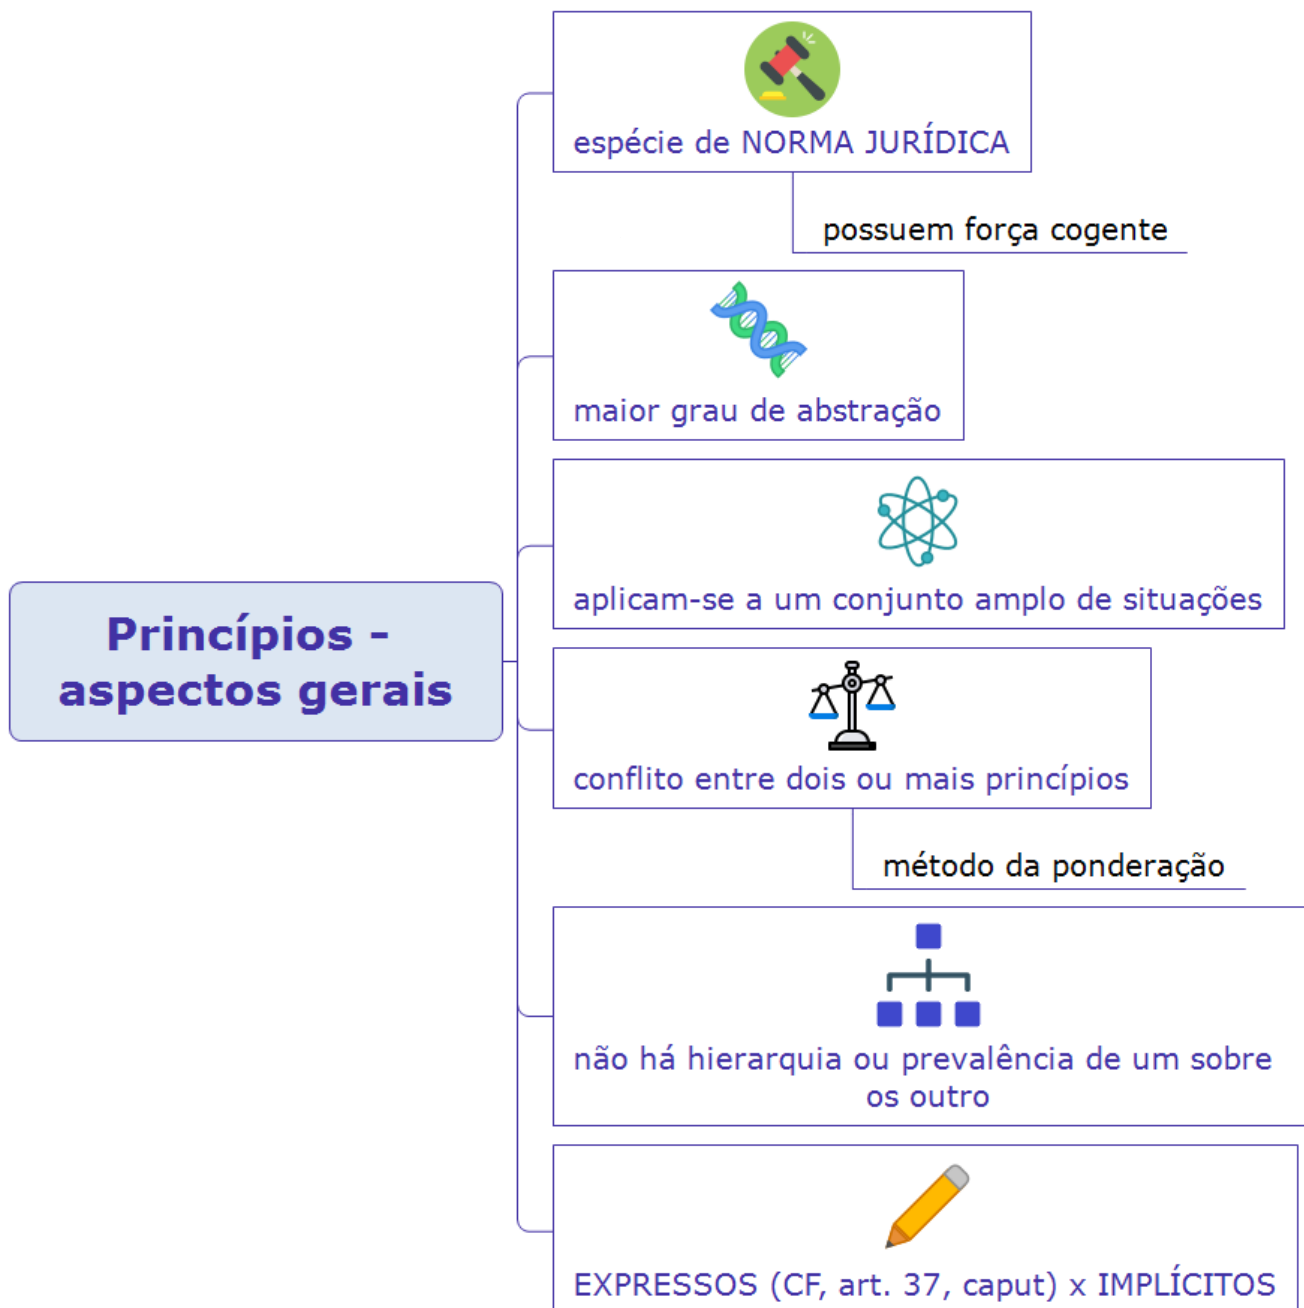 espécie de NORMA JURÍDICA
possuem força cogente
maior grau de abstração
aplicam-se a um conjunto amplo de situações
Princípios -
aspectos gerais
conflito entre dois ou mais princípios
método da ponderação
não há hierarquia ou prevalência de um sobre
os outro
EXPRESSOS (CF, art. 37, caput) x IMPLÍCITOS